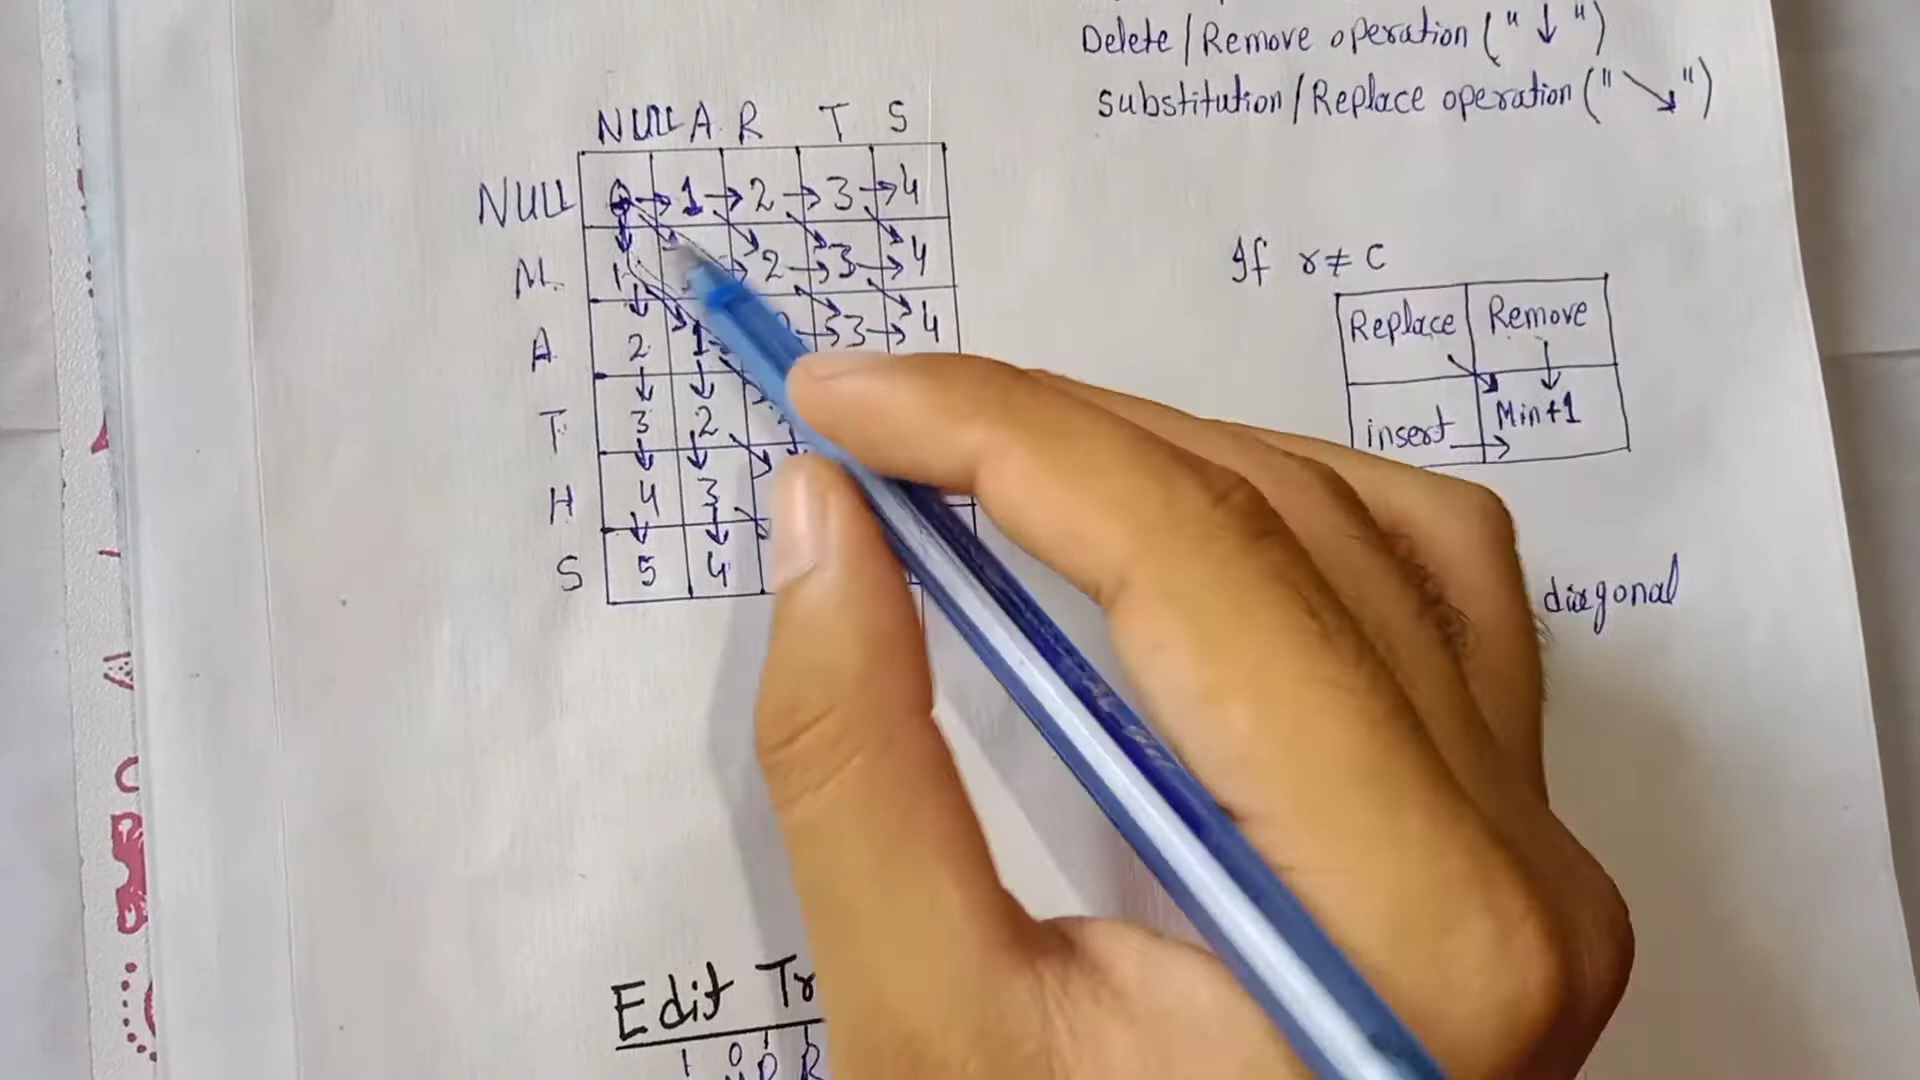 Delete/Remove operation ("↓")
substitution/Replace operation ("↘")
NULL A R T S
NULL 0 → 1 → 2 → 3 → 4
M 1 → 2 → 3 → 4
A 2 1 → 3 → 4
T 3 2
H 4 3
S 5 4
If r ≠ C
Replace Remove
insert → Min+1
diagonal
Edit Tr